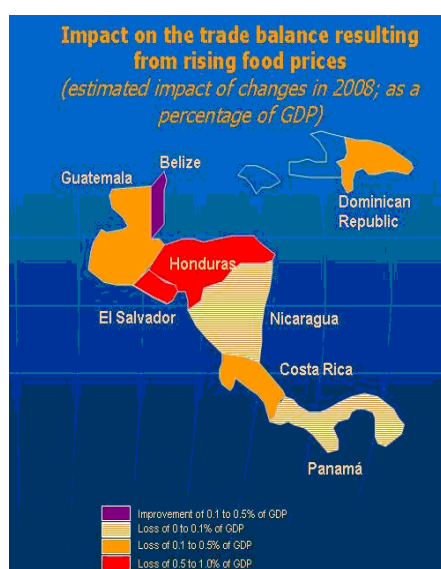 Impact on the trade balance resulting
from rising food prices
(estimated impact of changes in 2008; as a
percentage of GDP)
Belize
Guatemala
Dominican
Republic
Honduras
El Salvador
Nicaragua
Costa Rica
Panamá
Improvement of 0.1 to 0.5% of GDP
Loss of 0 to 0.1% of GDP
Loss of 0.1 to 0.5% of GDP
Loss of 0.5 to 1.0% of GDP